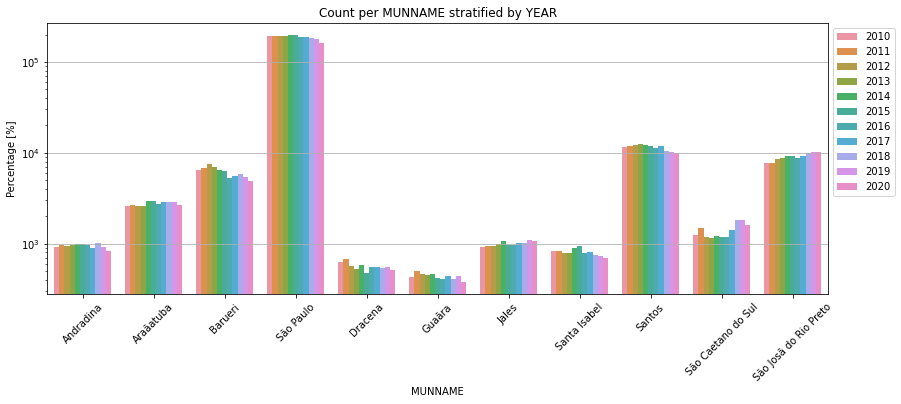 Count per MUNNAME stratified by YEAR
Percentage [%]
10^5
10^4
10^3
Andradina
Araãatuba
Barueri
São Paulo
Dracena
Guaãra
Jales
Santa Isabel
Santos
São Caetano do Sul
São Josã do Rio Preto
MUNNAME
2010
2011
2012
2013
2014
2015
2016
2017
2018
2019
2020